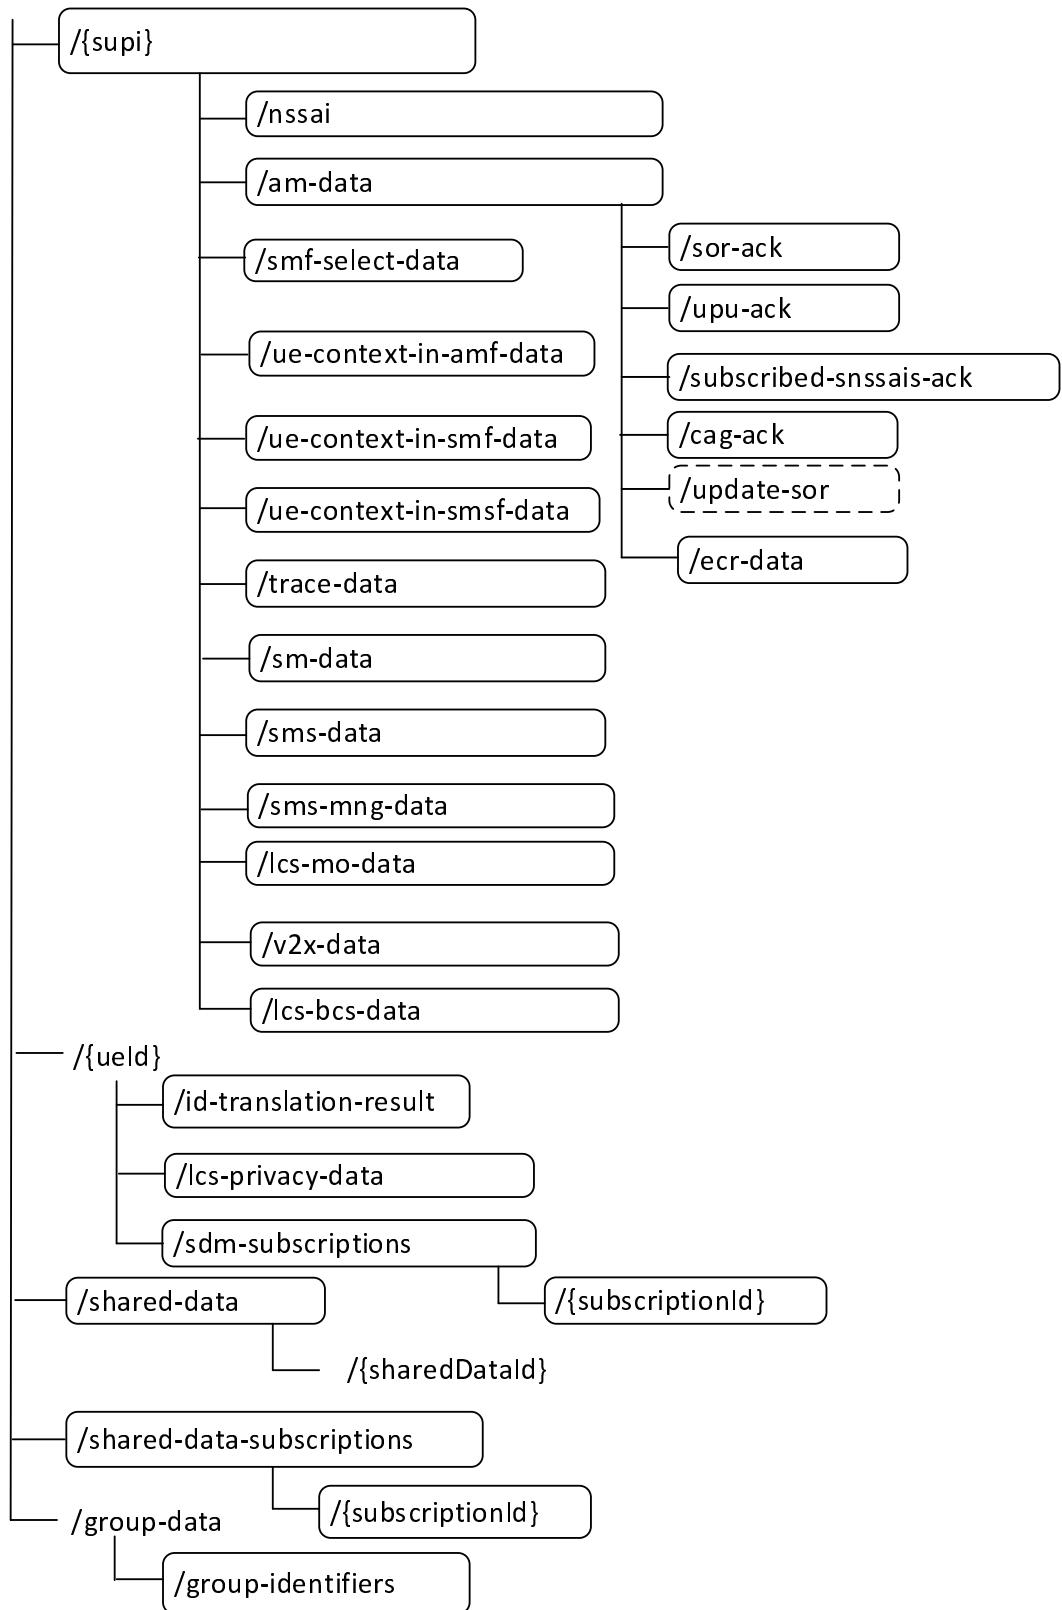 /{supi}
/nssai
/am-data
/sor-ack
/smf-select-data
/upu-ack
/ue-context-in-amf-data
/subscribed-snssais-ack
/cag-ack
/ue-context-in-smf-data
/update-sor
/ue-context-in-smsf-data
/ecr-data
/trace-data
/sm-data
/sms-data
/sms-mng-data
/lcs-mo-data
/v2x-data
/lcs-bcs-data
/{ueId}
/id-translation-result
/lcs-privacy-data
/sdm-subscriptions
/{subscriptionId}
/shared-data
/{sharedDataId}
/shared-data-subscriptions
/{subscriptionId}
/group-data
/group-identifiers